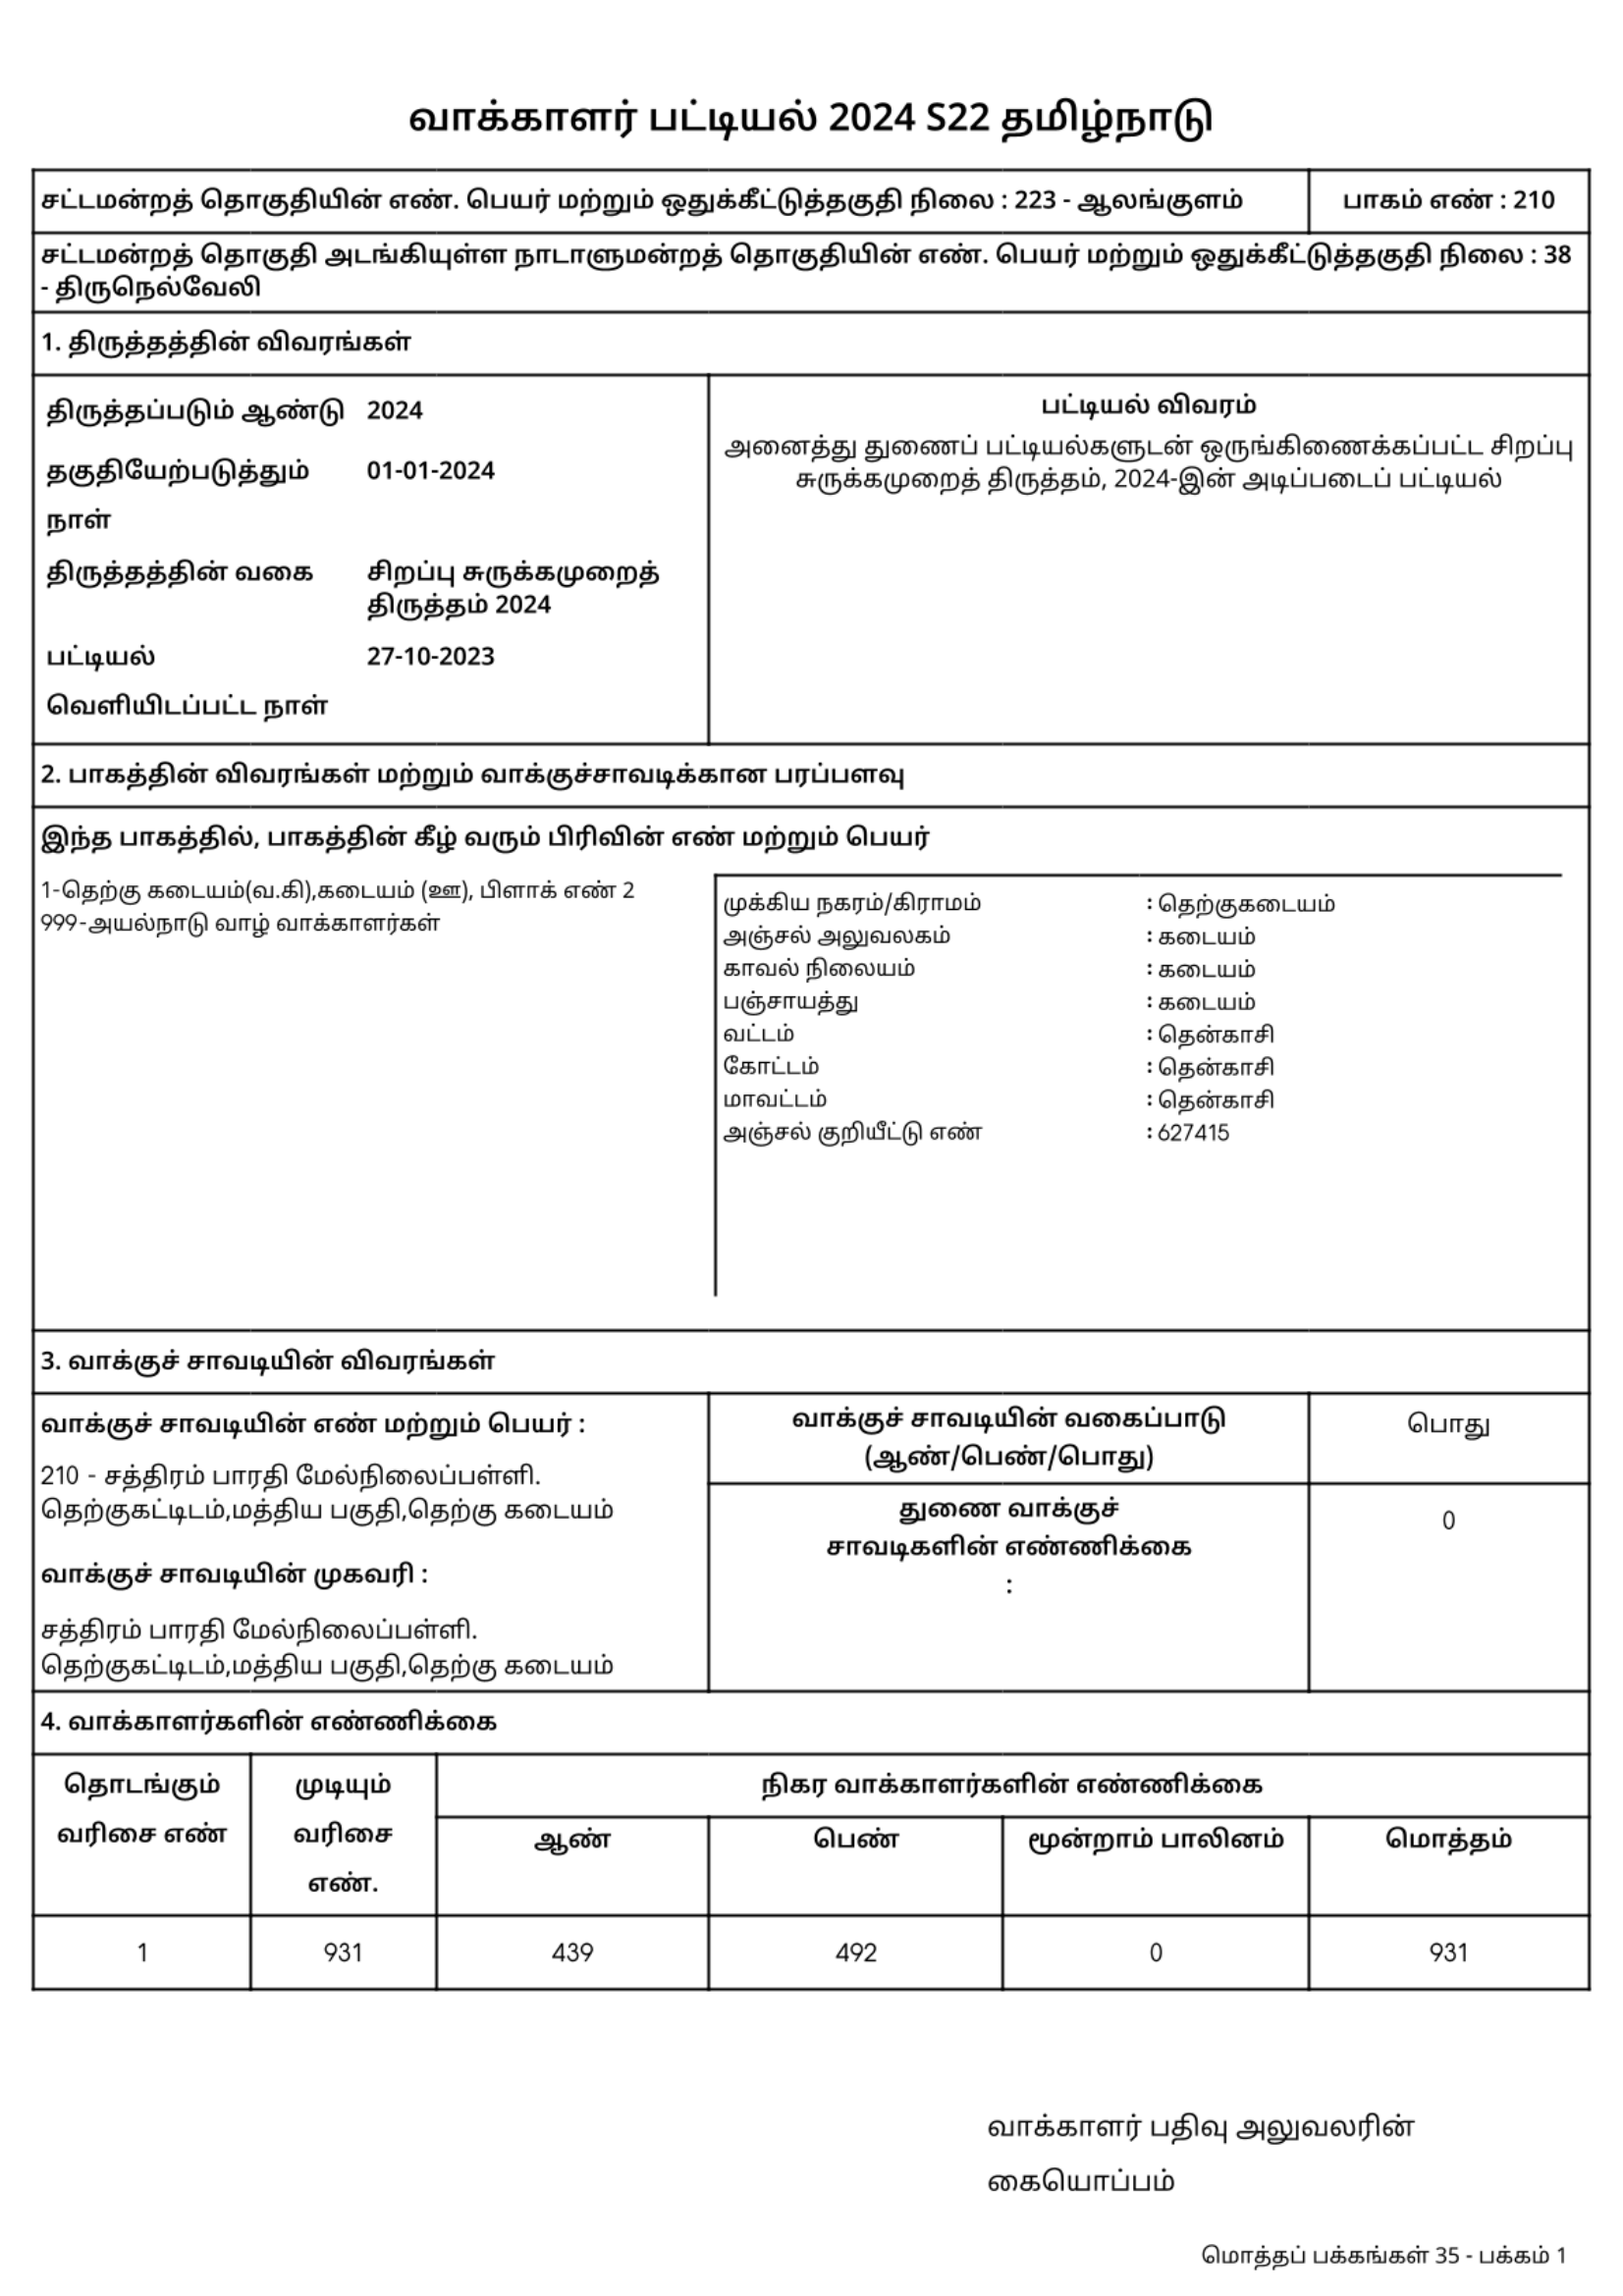 வாக்காளர் பட்டியல் 2024 S22 தமிழ்நாடு
சட்டமன்றத் தொகுதியின் எண். பெயர் மற்றும் ஒதுக்கீட்டுத்தகுதி நிலை : 223 - ஆலங்குளம்
பாகம் எண் : 210
சட்டமன்றத் தொகுதி அடங்கியுள்ள நாடாளுமன்றத் தொகுதியின் எண். பெயர் மற்றும் ஒதுக்கீட்டுத்தகுதி நிலை : 38
- திருநெல்வேலி
1. திருத்தத்தின் விவரங்கள்
திருத்தப்படும் ஆண்டு 2024
தகுதியேற்படுத்தும் 01-01-2024
நாள்
திருத்தத்தின் வகை சிறப்பு சுருக்கமுறைத்
திருத்தம் 2024
பட்டியல் 27-10-2023
வெளியிடப்பட்ட நாள்
பட்டியல் விவரம்
அனைத்து துணைப் பட்டியல்களுடன் ஒருங்கிணைக்கப்பட்ட சிறப்பு
சுருக்கமுறைத் திருத்தம், 2024-இன் அடிப்படைப் பட்டியல்
2. பாகத்தின் விவரங்கள் மற்றும் வாக்குச்சாவடிக்கான பரப்பளவு
இந்த பாகத்தில், பாகத்தின் கீழ் வரும் பிரிவின் எண் மற்றும் பெயர்
1-தெற்கு கடையம்(வ.கி),கடையம் (ஊ), பிளாக் எண் 2
999-அயல்நாடு வாழ் வாக்காளர்கள்
முக்கிய நகரம்/கிராமம் : தெற்குகடையம்
அஞ்சல் அலுவலகம் : கடையம்
காவல் நிலையம் : கடையம்
பஞ்சாயத்து : கடையம்
வட்டம் : தென்காசி
கோட்டம் : தென்காசி
மாவட்டம் : தென்காசி
அஞ்சல் குறியீட்டு எண் : 627415
3. வாக்குச் சாவடியின் விவரங்கள்
வாக்குச் சாவடியின் எண் மற்றும் பெயர் :
210 - சத்திரம் பாரதி மேல்நிலைப்பள்ளி.
தெற்குகட்டிடம்,மத்திய பகுதி,தெற்கு கடையம்
வாக்குச் சாவடியின் முகவரி :
சத்திரம் பாரதி மேல்நிலைப்பள்ளி.
தெற்குகட்டிடம்,மத்திய பகுதி,தெற்கு கடையம்
வாக்குச் சாவடியின் வகைப்பாடு
(ஆண்/பெண்/பொது)
பொது
துணை வாக்குச்
சாவடிகளின் எண்ணிக்கை
:
0
4. வாக்காளர்களின் எண்ணிக்கை
தொடங்கும்
வரிசை எண்
முடியும்
வரிசை
எண்.
நிகர வாக்காளர்களின் எண்ணிக்கை
ஆண் பெண் மூன்றாம் பாலினம் மொத்தம்
1 931 439 492 0 931
வாக்காளர் பதிவு அலுவலரின்
கையொப்பம்
மொத்தப் பக்கங்கள் 35 - பக்கம் 1